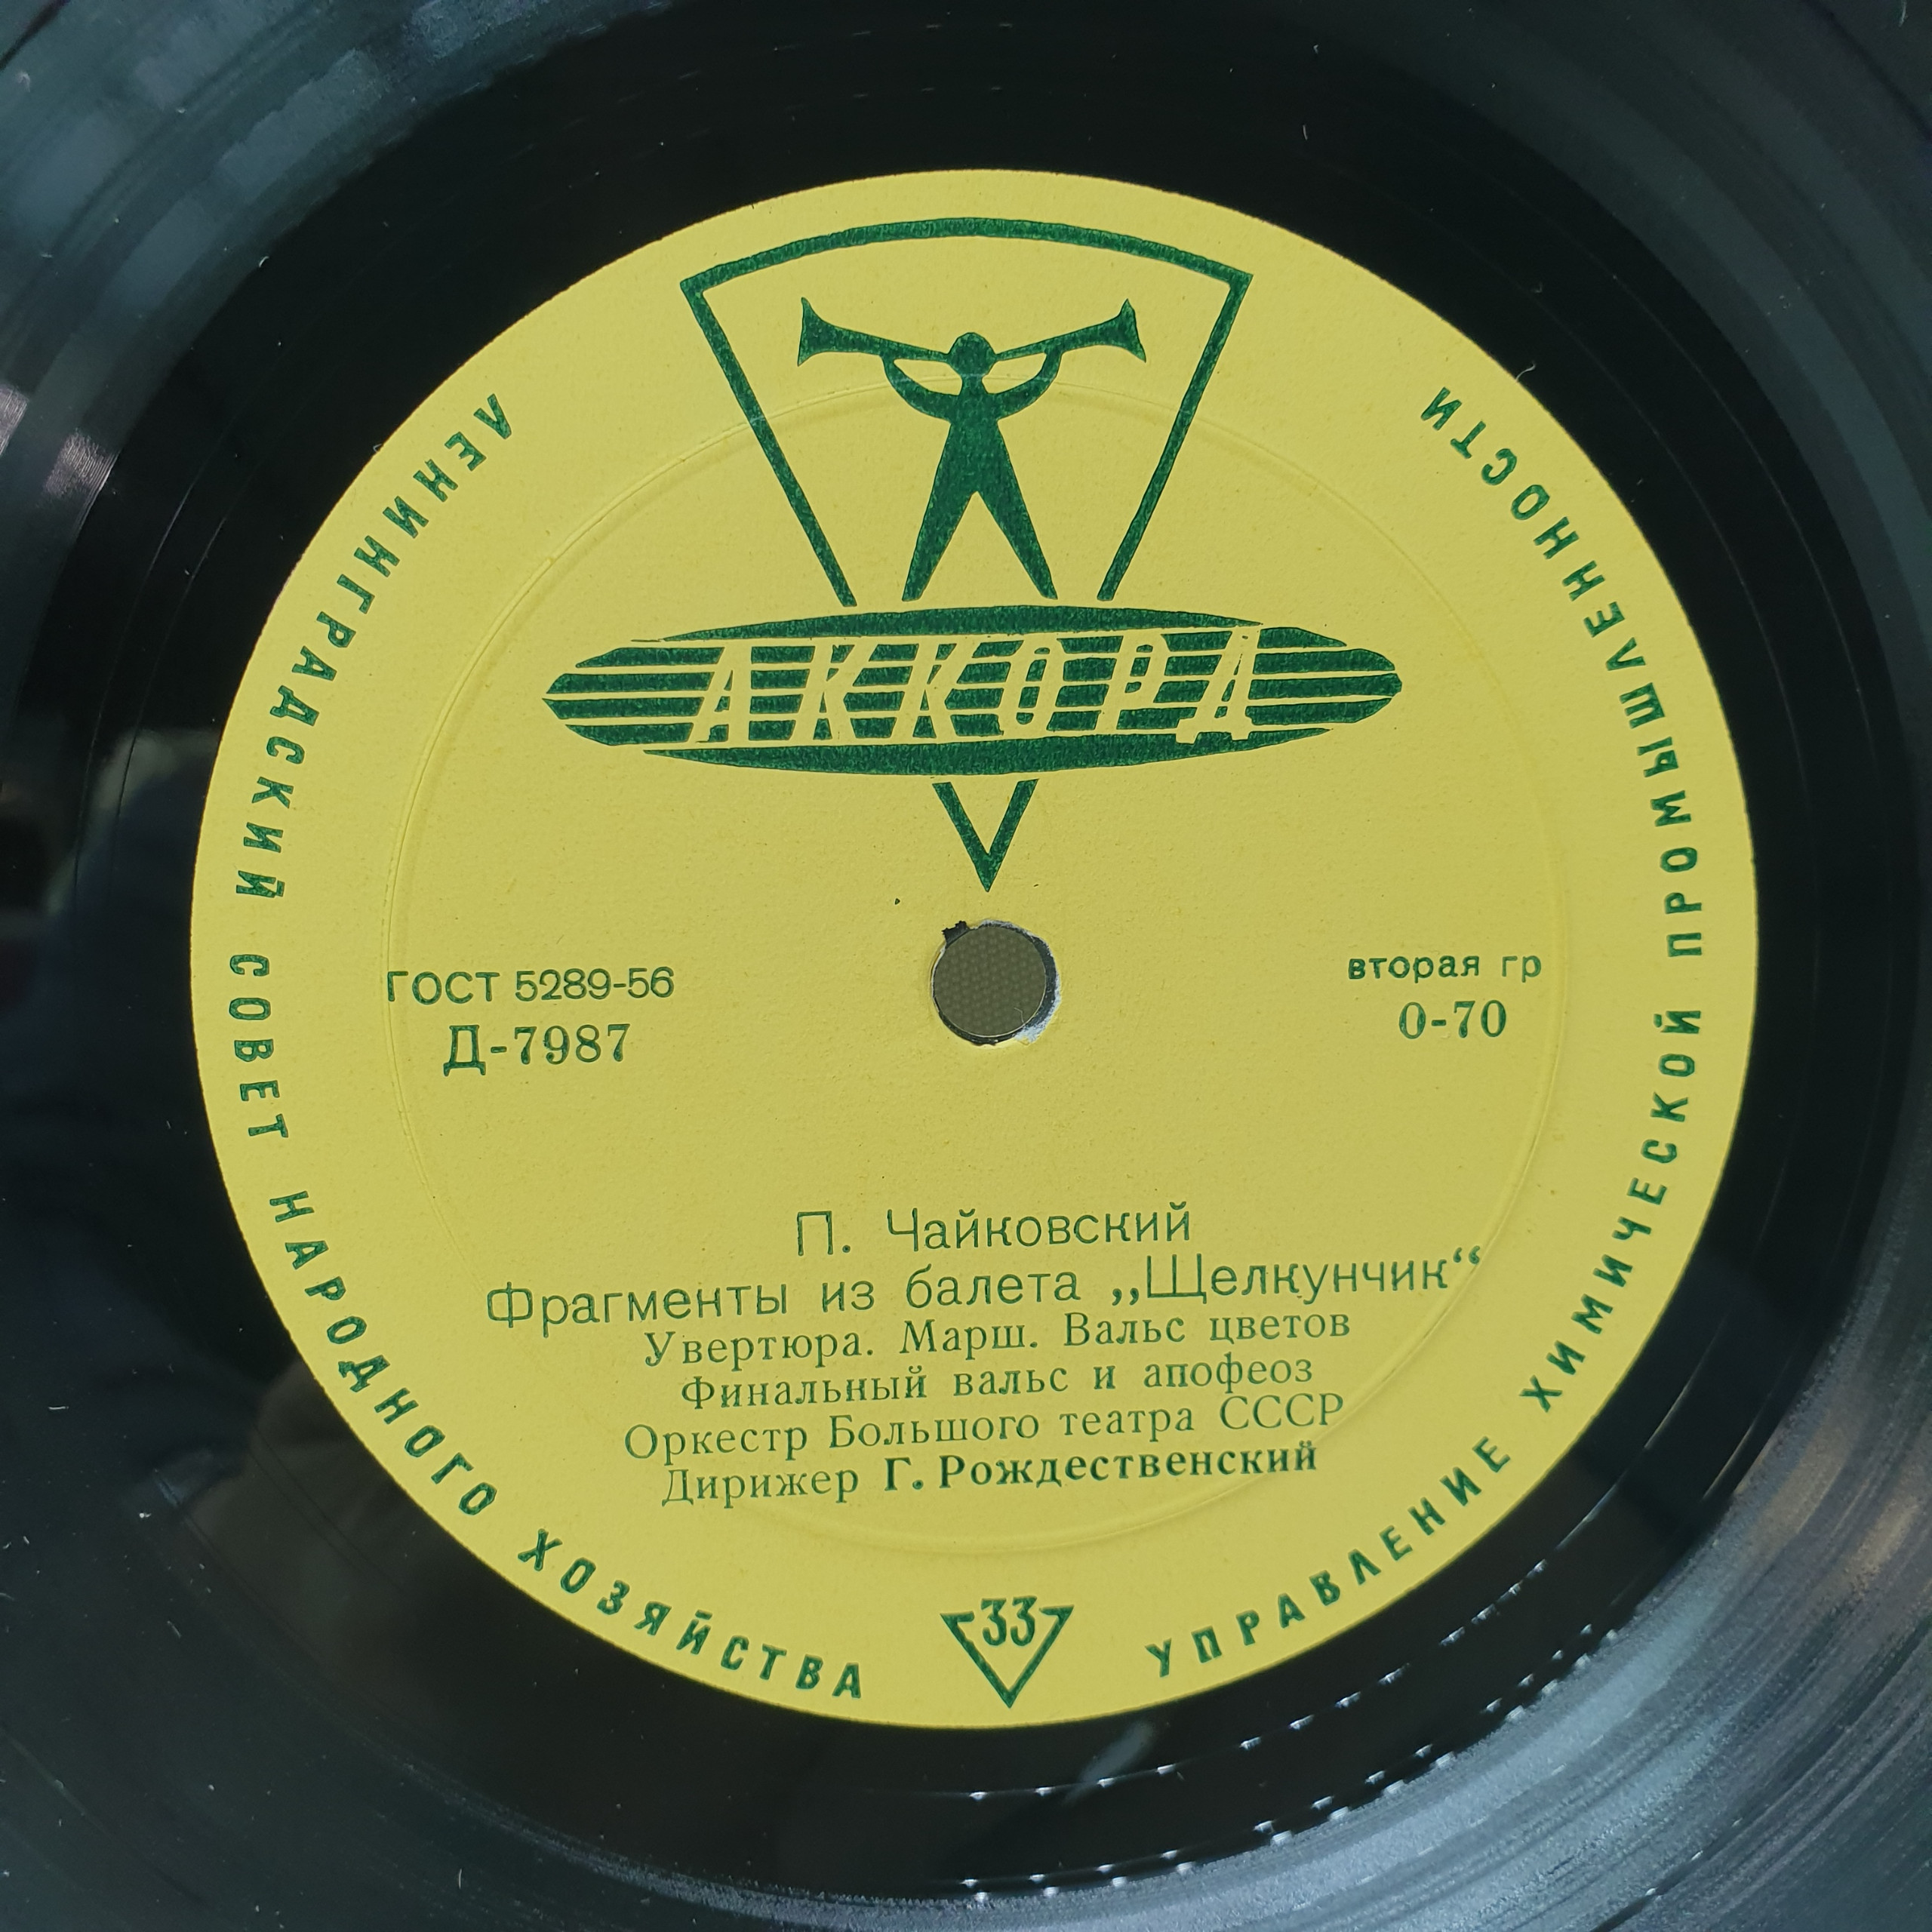 АККОРД
ЛЕНИНГРАДСКИЙ СОВЕТ НАРОДНОГО ХОЗЯЙСТВА
УПРАВЛЕНИЕ ХИМИЧЕСКОЙ ПРОМЫШЛЕННОСТИ
ГОСТ 5289-56
Д-7987
вторая гр
0-70
П. Чайковский
Фрагменты из балета „Щелкунчик“
Увертюра. Марш. Вальс цветов
Финальный вальс и апофеоз
Оркестр Большого театра СССР
Дирижер Г. Рождественский
33